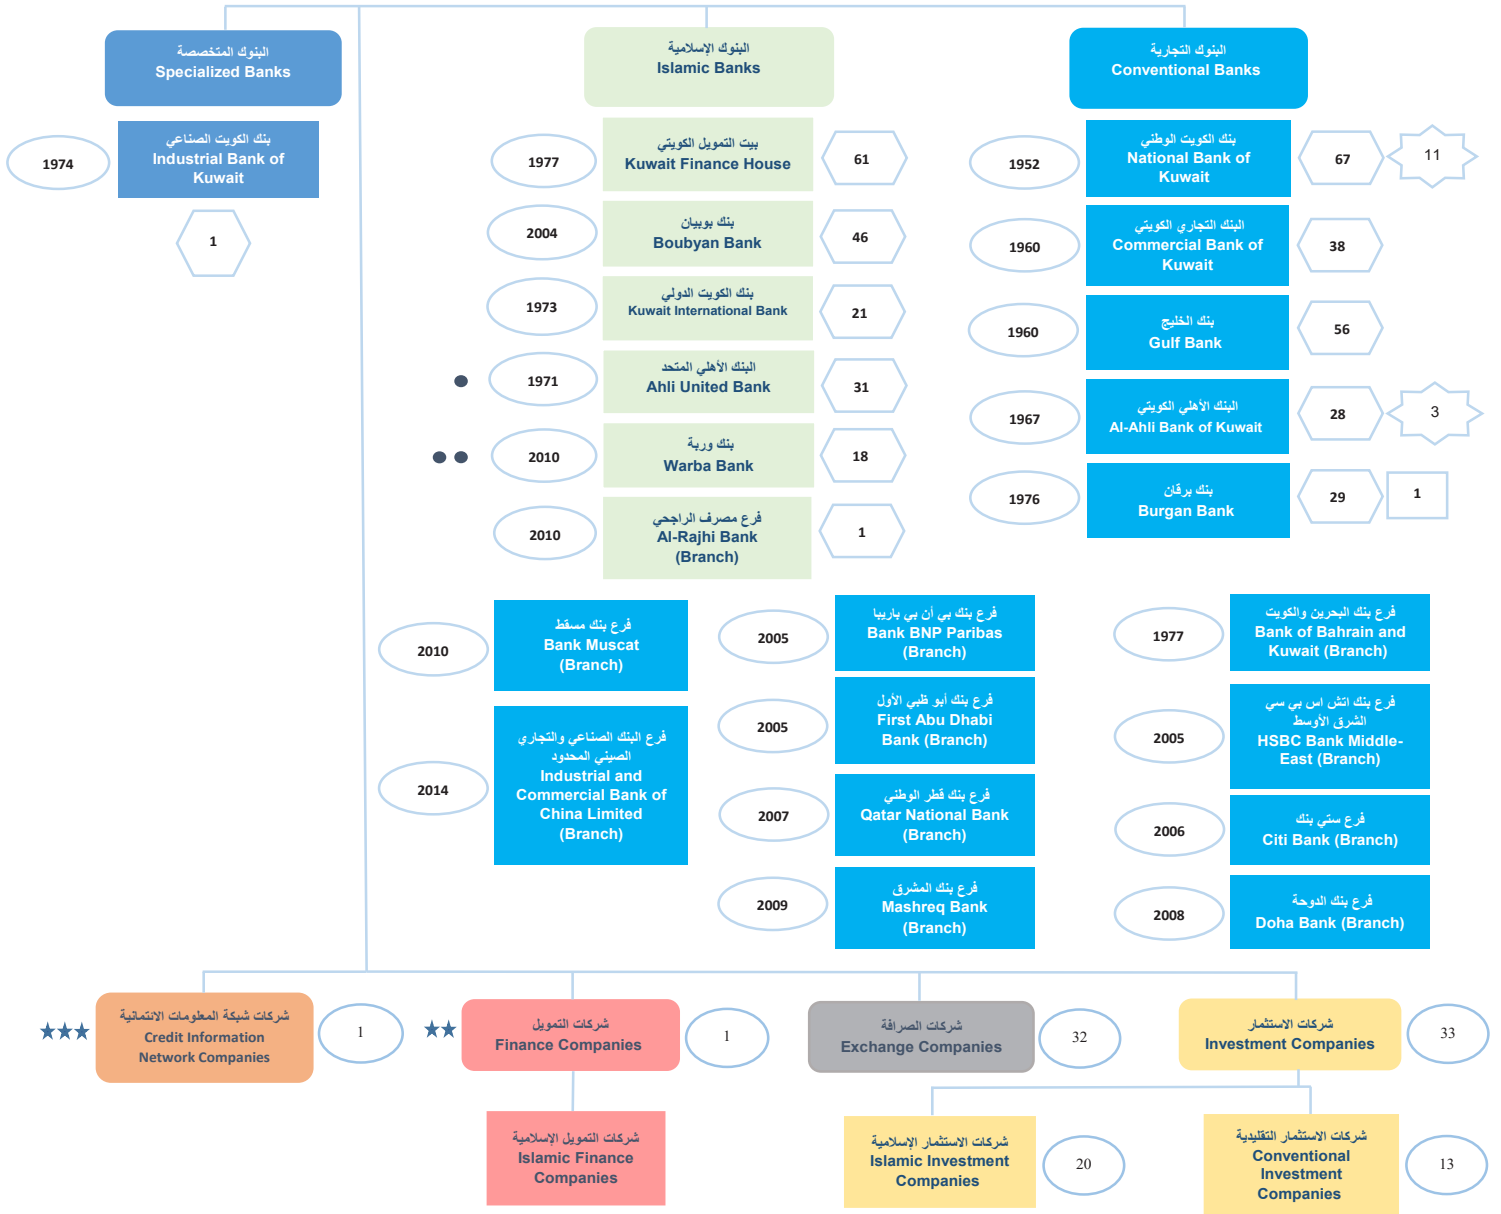 البنوك المتخصصة
Specialized Banks
البنوك الإسلامية
Islamic Banks
البنوك التجارية
Conventional Banks
1974
بنك الكويت الصناعي
Industrial Bank of
Kuwait
1
1977
بيت التمويل الكويتي
Kuwait Finance House
61
2004
بنك بوبيان
Boubyan Bank
46
1973
بنك الكويت الدولي
Kuwait International Bank
21
1971
البنك الأهلي المتحد
Ahli United Bank
31
2010
بنك وربة
Warba Bank
18
2010
فرع مصرف الراجحي
Al-Rajhi Bank
(Branch)
1
1952
بنك الكويت الوطني
National Bank of
Kuwait
67
11
1960
البنك التجاري الكويتي
Commercial Bank of
Kuwait
38
1960
بنك الخليج
Gulf Bank
56
1967
البنك الأهلي الكويتي
Al-Ahli Bank of Kuwait
28
3
1976
بنك برقان
Burgan Bank
29
1
2010
فرع بنك مسقط
Bank Muscat
(Branch)
2014
فرع البنك الصناعي والتجاري
الصيني المحدود
Industrial and
Commercial Bank of
China Limited
(Branch)
2005
فرع بنك بي أن بي باريبا
Bank BNP Paribas
(Branch)
2005
فرع بنك أبو ظبي الأول
First Abu Dhabi
Bank (Branch)
2007
فرع بنك قطر الوطني
Qatar National Bank
(Branch)
2009
فرع بنك المشرق
Mashreq Bank
(Branch)
1977
فرع بنك البحرين والكويت
Bank of Bahrain and
Kuwait (Branch)
2005
فرع بنك اتش اس بي سي
الشرق الأوسط
HSBC Bank Middle-
East (Branch)
2006
فرع ستي بنك
Citi Bank (Branch)
2008
فرع بنك الدوحة
Doha Bank (Branch)
شركات شبكة المعلومات الائتمانية
Credit Information
Network Companies
1
شركات التمويل
Finance Companies
1
شركات الصرافة
Exchange Companies
32
شركات الاستثمار
Investment Companies
33
شركات التمويل الإسلامية
Islamic Finance
Companies
شركات الاستثمار الإسلامية
Islamic Investment
Companies
20
شركات الاستثمار التقليدية
Conventional
Investment
Companies
13